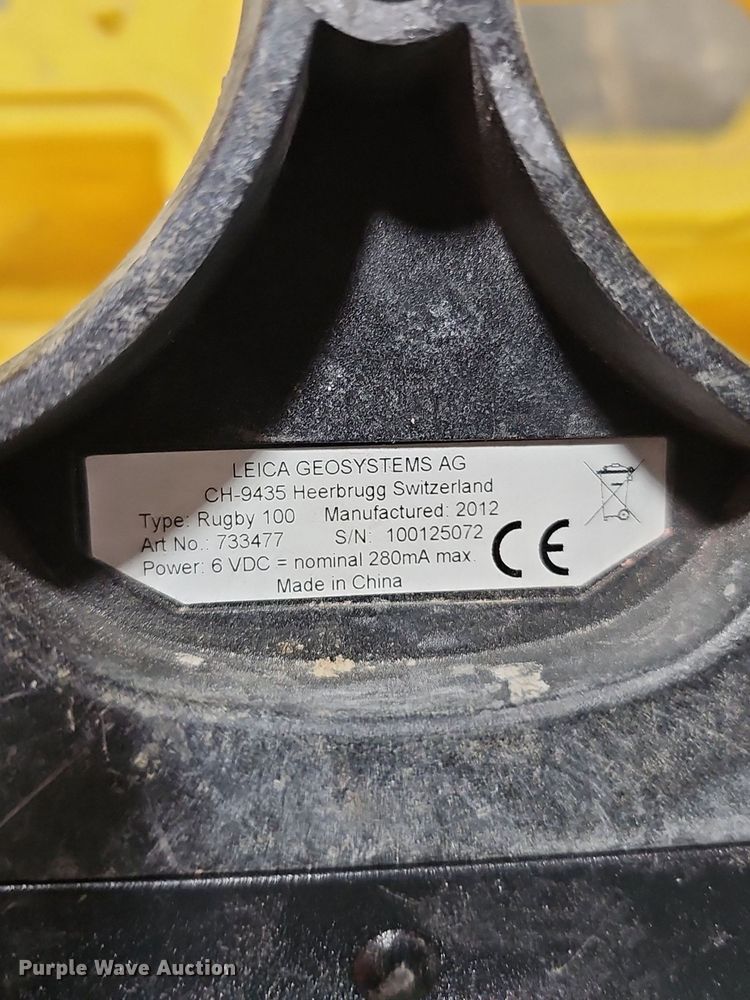 LEICA GEOSYSTEMS AG
CH-9435 Heerbrugg Switzerland
Type: Rugby 100 Manufactured: 2012
Art No.: 733477 S/N: 100125072
Power: 6 VDC = nominal 280mA max.
Made in China
CE
Purple Wave Auction